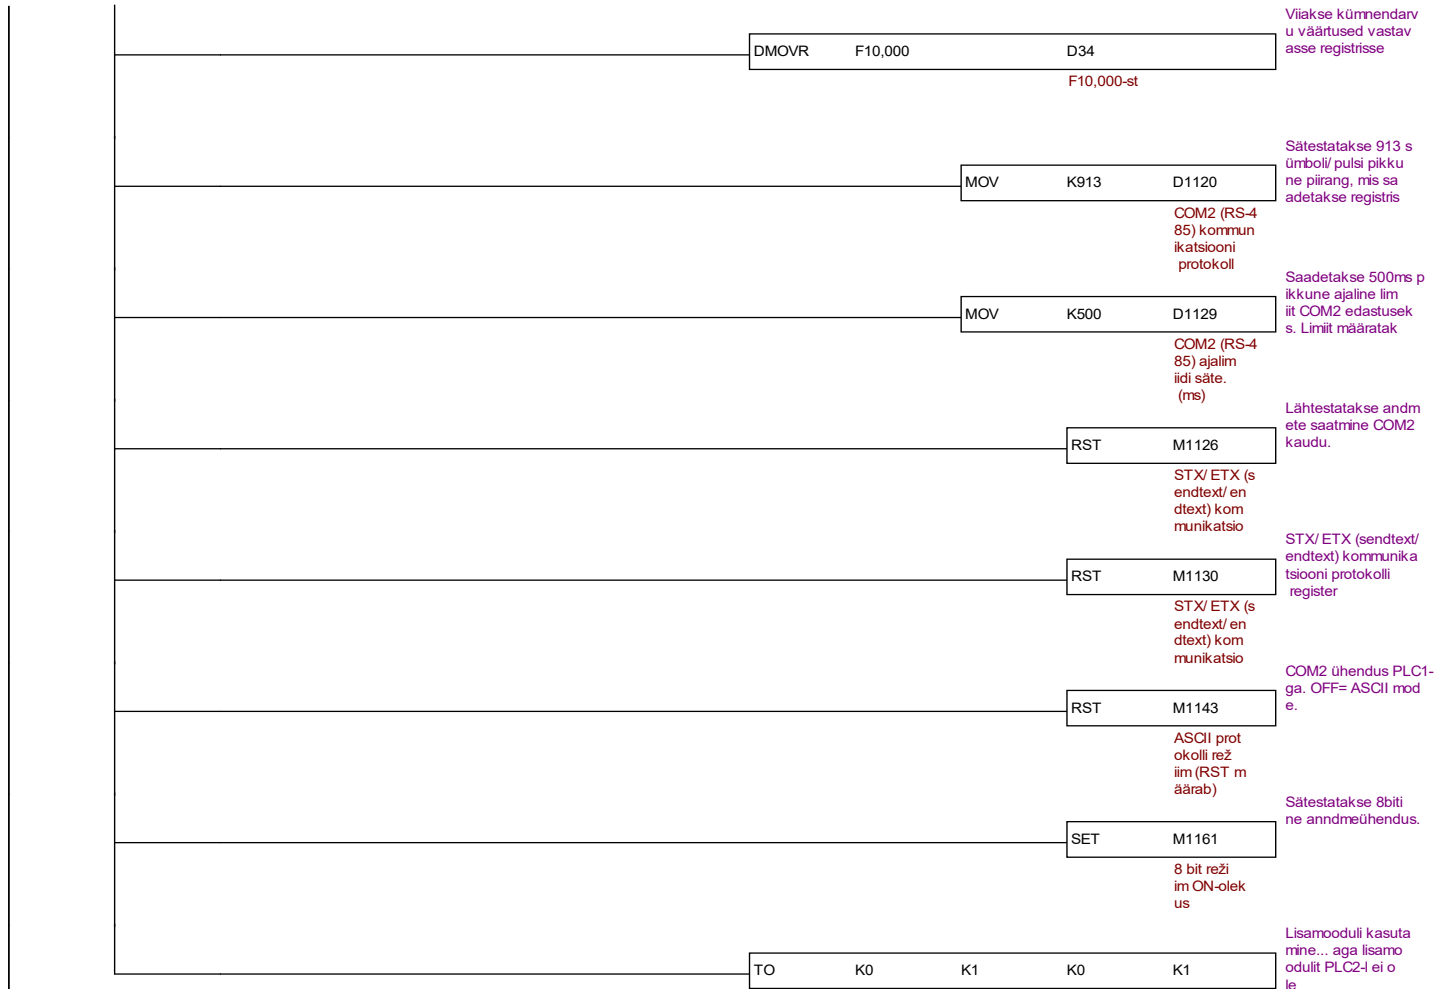 Viiakse kümnendarv
u väärtused vastav
asse registrisse
DMOVR F10,000 D34
F10,000-st
Sätestatakse 913 s
ümboli/ pulsi pikku
ne piirang, mis sa
adetakse registris
MOV K913 D1120
COM2 (RS-4
85) kommun
ikatsiooni
protokoll
Saadetakse 500ms p
ikkune ajaline lim
iit COM2 edastusek
s. Limiit määratak
MOV K500 D1129
COM2 (RS-4
85) ajalim
iidi säte.
(ms)
Lähtestatakse andm
ete saatmine COM2
kaudu.
RST M1126
STX/ ETX (s
endtext/ en
dtext) kom
munikatsio
STX/ ETX (sendtext/
endtext) kommunika
tsiooni protokolli
register
RST M1130
STX/ ETX (s
endtext/ en
dtext) kom
munikatsio
COM2 ühendus PLC1-
ga. OFF= ASCII mod
e.
RST M1143
ASCII prot
okolli rež
iim (RST m
äärab)
Sätestatakse 8biti
ne anndmeühendus.
SET M1161
8 bit reži
im ON-olek
us
Lisamooduli kasuta
mine... aga lisamo
odulit PLC2-l ei o
le
TO K0 K1 K0 K1